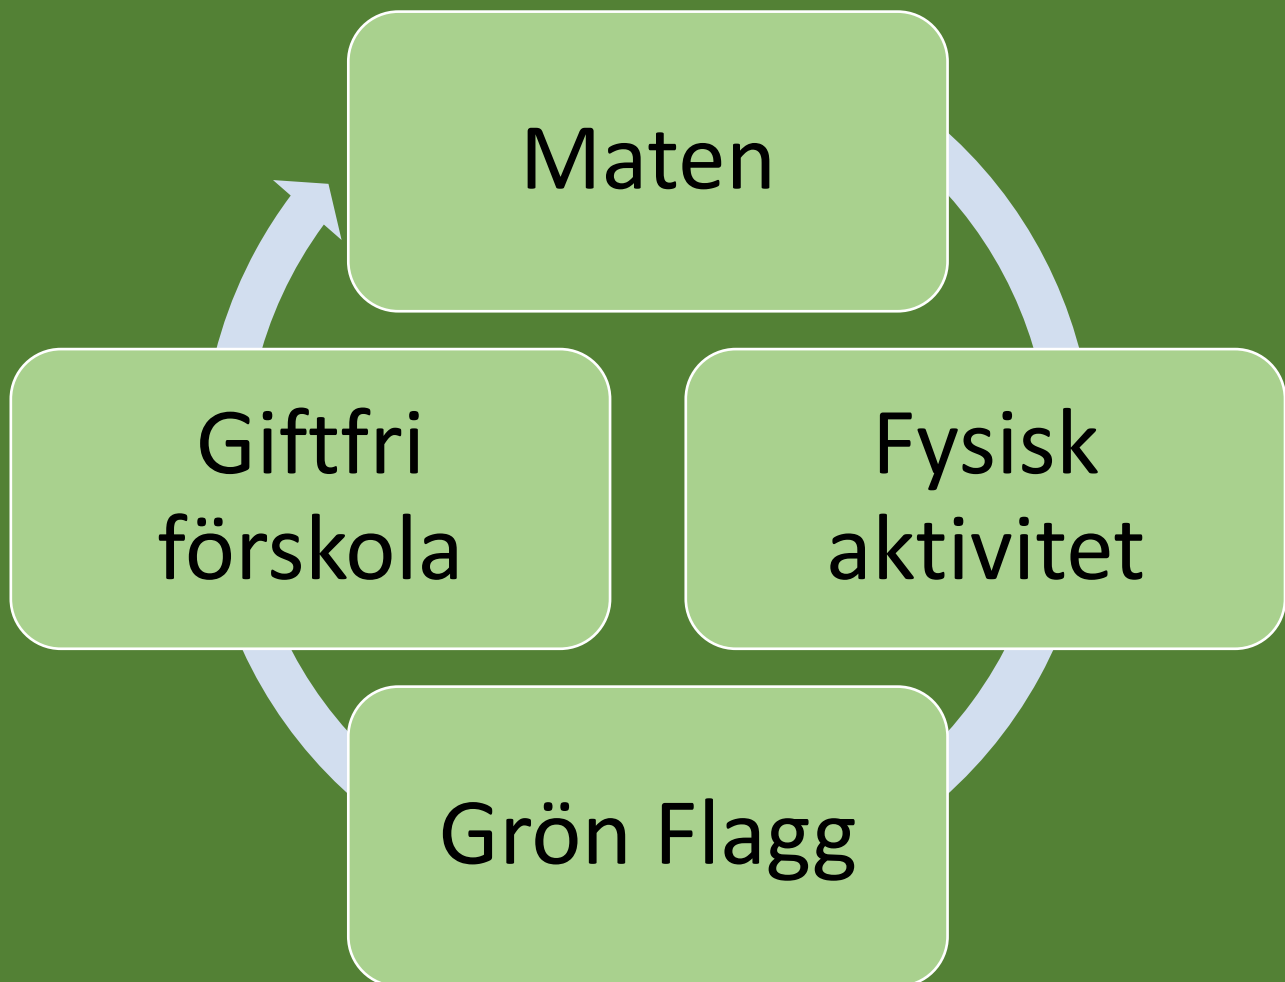 Maten
Fysisk
aktivitet
Grön Flagg
Giftfri
förskola